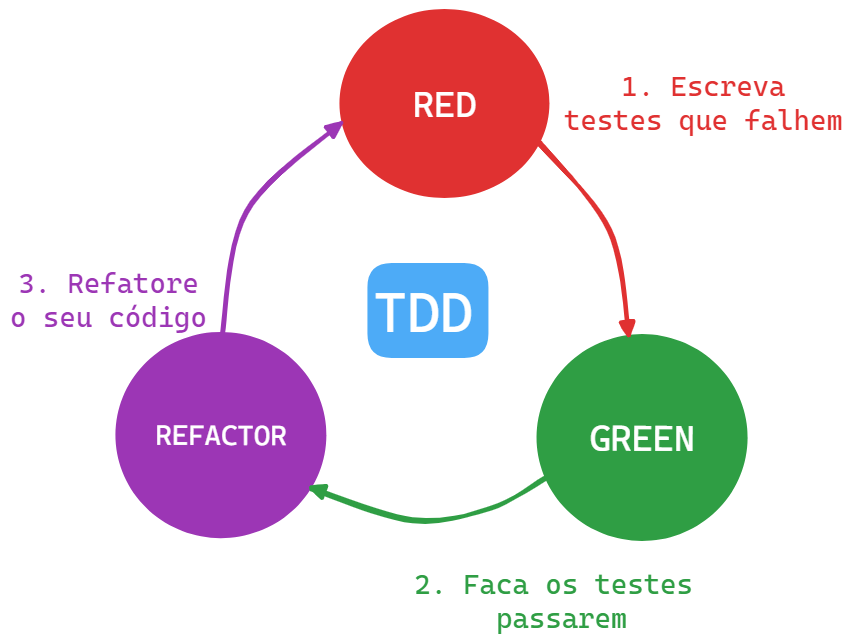 RED
1. Escreva
testes que falhem
TDD
3. Refatore
o seu código
REFACTOR
GREEN
2. Faca os testes
passarem